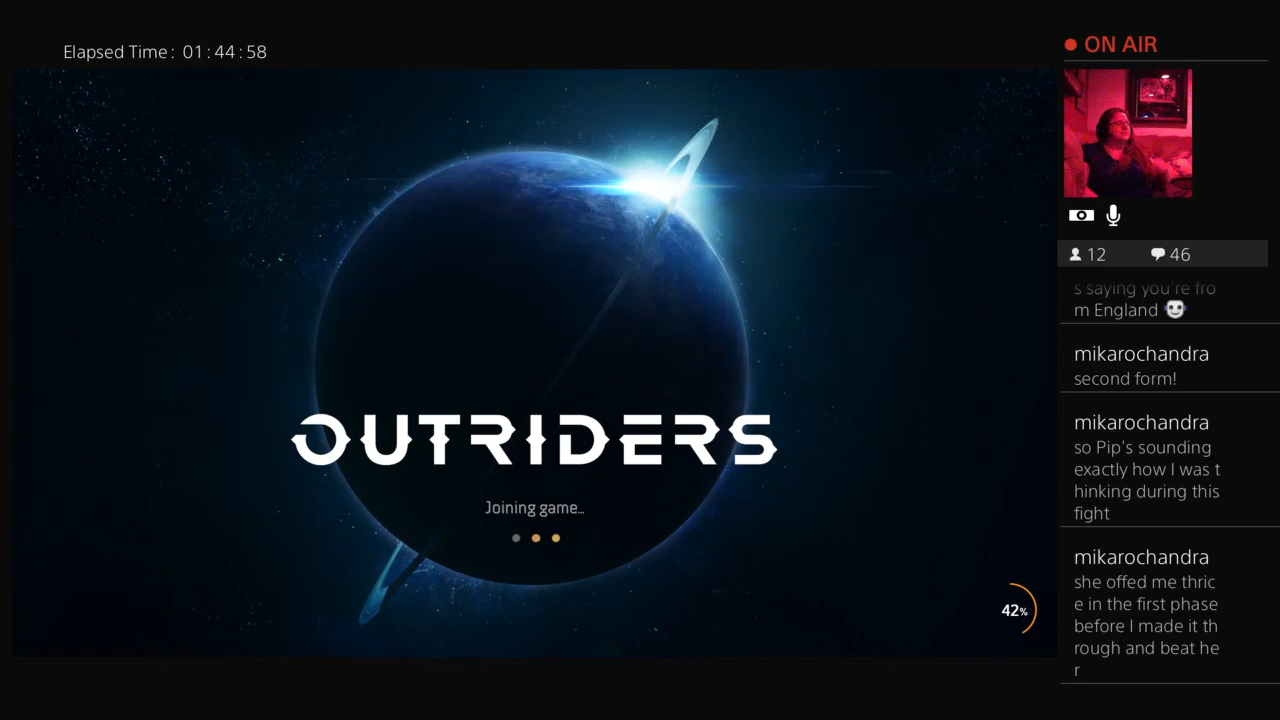 Elapsed Time: 01:44:58
ON AIR
12 46
s saying you're fro
m England
mikarochandra
second form!
mikarochandra
so Pip's sounding
exactly how I was t
hinking during this
fight
mikarochandra
she offed me thric
e in the first phase
before I made it th
rough and beat he
r
OUTRIDERS
Joining game...
42%